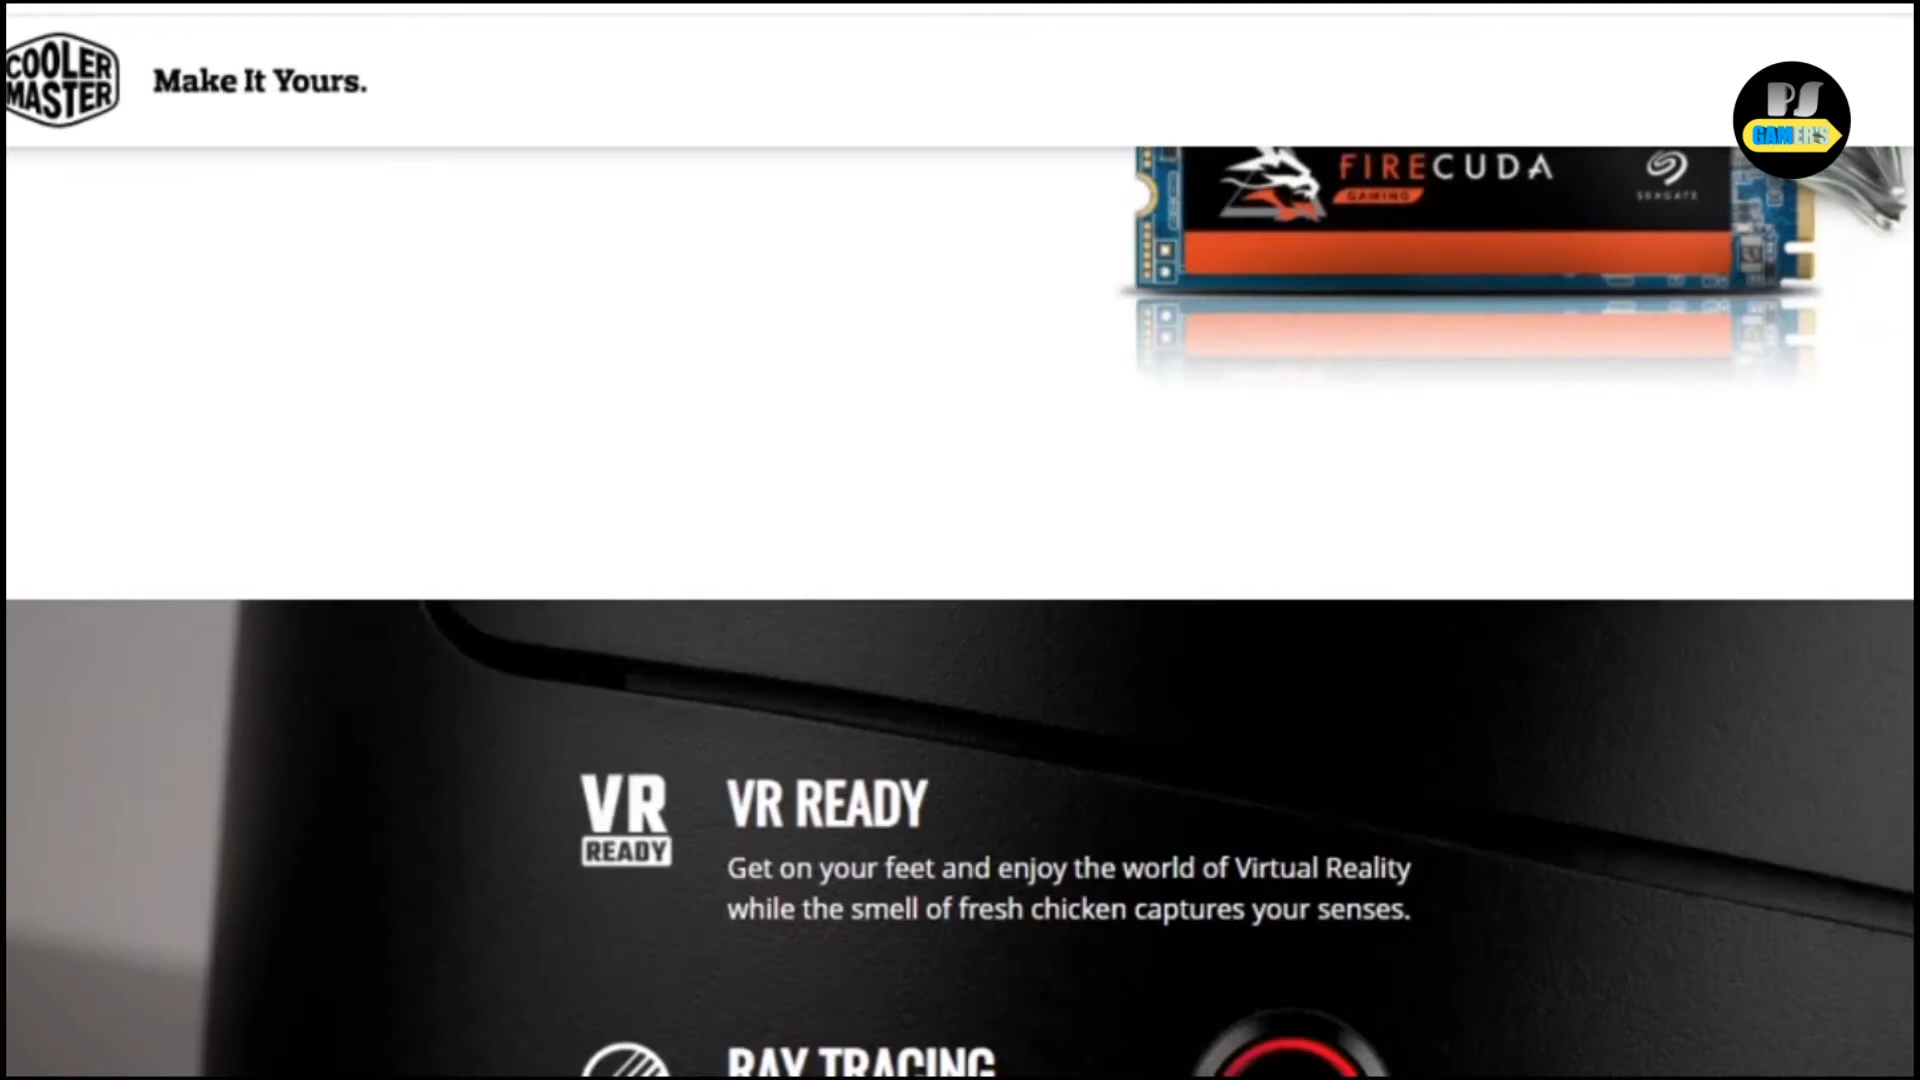 COOLER
MASTER
Make It Yours.
PS
GAMER'S
FIRECUDA
GAMING
SEAGATE
VR
READY
VR READY
Get on your feet and enjoy the world of Virtual Reality
while the smell of fresh chicken captures your senses.
RAY TRACING